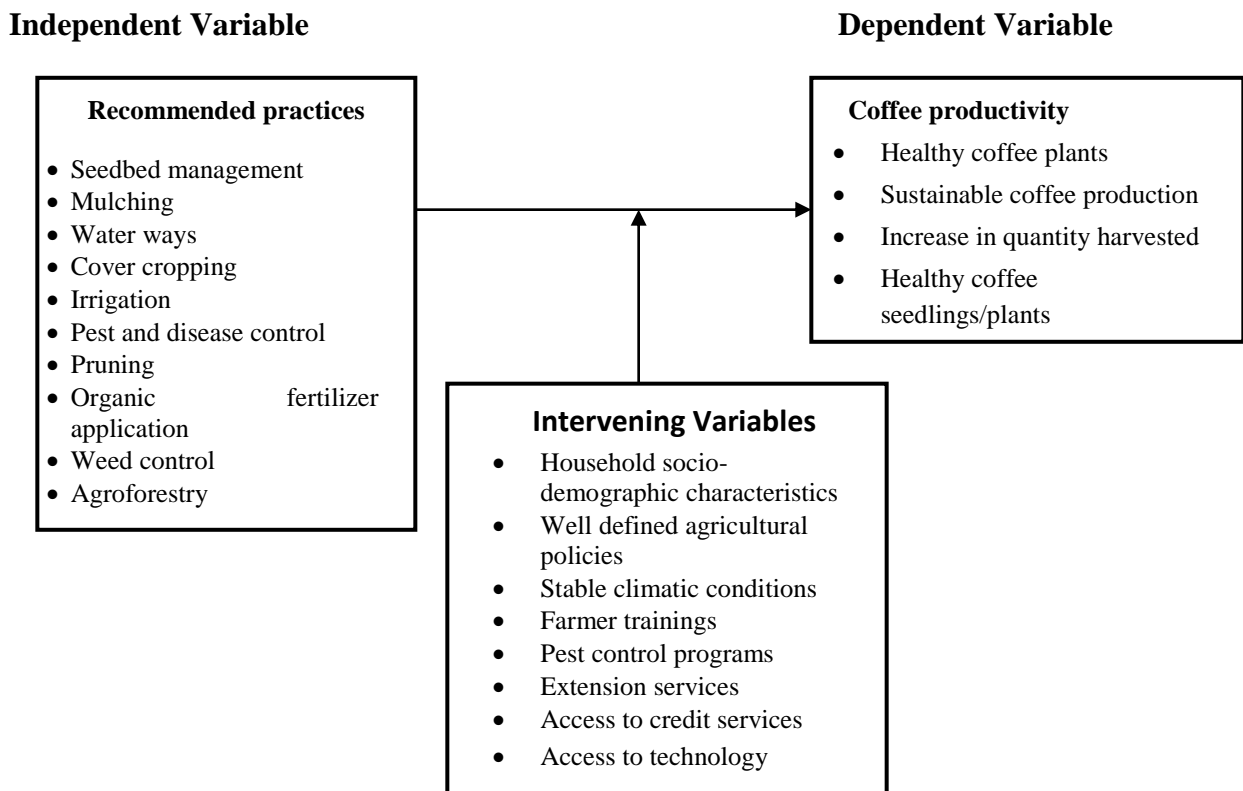 Independent Variable
Dependent Variable
Recommended practices
• Seedbed management
• Mulching
• Water ways
• Cover cropping
• Irrigation
• Pest and disease control
• Pruning
• Organic fertilizer
application
• Weed control
• Agroforestry
Coffee productivity
• Healthy coffee plants
• Sustainable coffee production
• Increase in quantity harvested
• Healthy coffee
seedlings/plants
Intervening Variables
• Household socio-
demographic characteristics
• Well defined agricultural
policies
• Stable climatic conditions
• Farmer trainings
• Pest control programs
• Extension services
• Access to credit services
• Access to technology